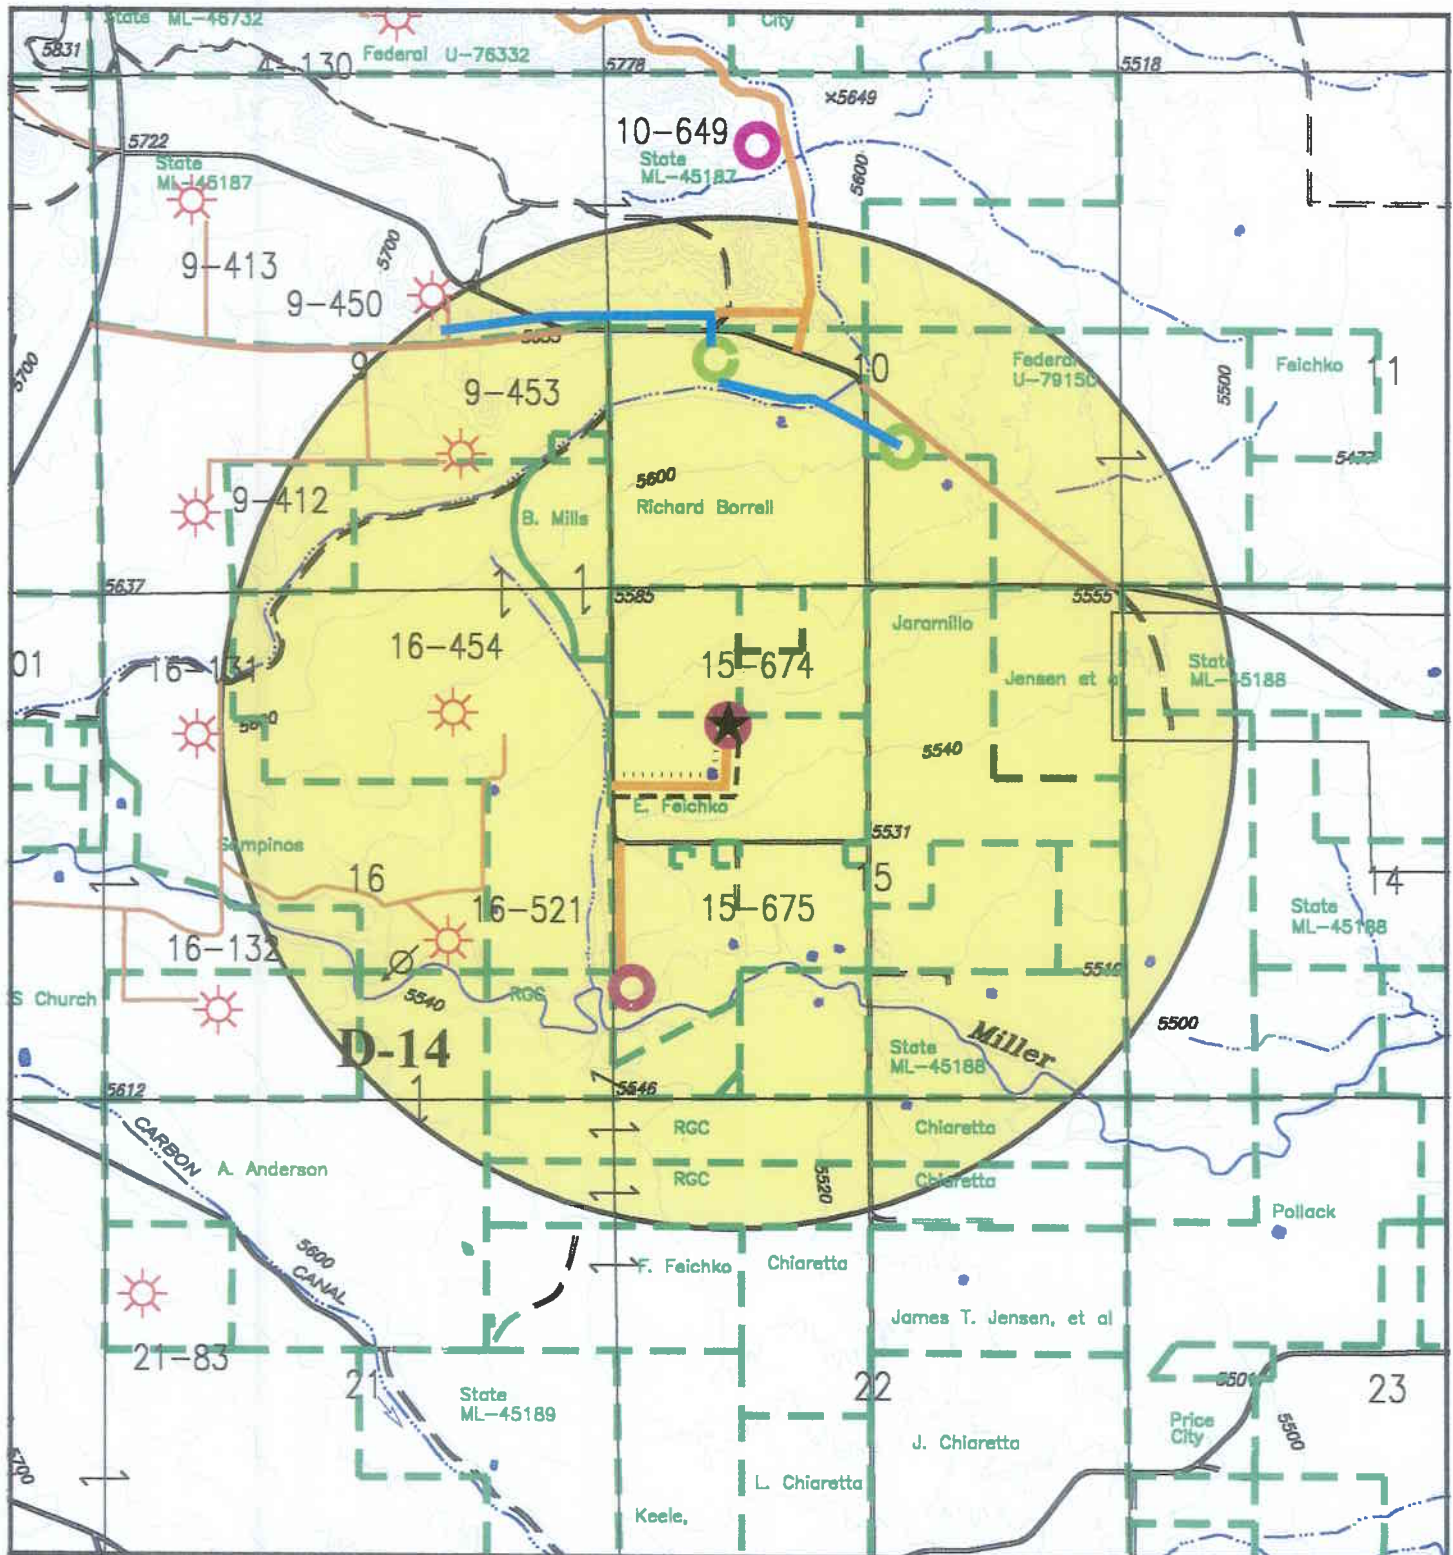 State ML-46732
City
5831
Federal U-76332
4-130
5778
5518
×5649
10-649
5722
State
ML-45187
State
ML-45187
5600
9-413
5700
9-450
5700
9
9-453
10
Federal
U-79150
Feichko
11
5500
5477
5600
9-412
Richard Borrell
B. Mills
5637
5585
5555
Jaramillo
16-454
15-674
01
16-131
Jensen et al
State
ML-45188
5540
E. Feichko
5531
Sampinos
16
15
14
16-521
15-675
State
ML-45188
16-132
S Church
5540
RGC
5500
D-14
Miller
State
ML-45188
5612
5546
CARBON
RGC
Chiaretta
A. Anderson
RGC
Chiaretta
5520
Pollack
5600
CANAL
F. Feichko
Chiaretta
James T. Jensen, et al
21-83
21
22
23
State
ML-45189
5501
Price
City
5500
J. Chiaretta
5700
L. Chiaretta
Keele,